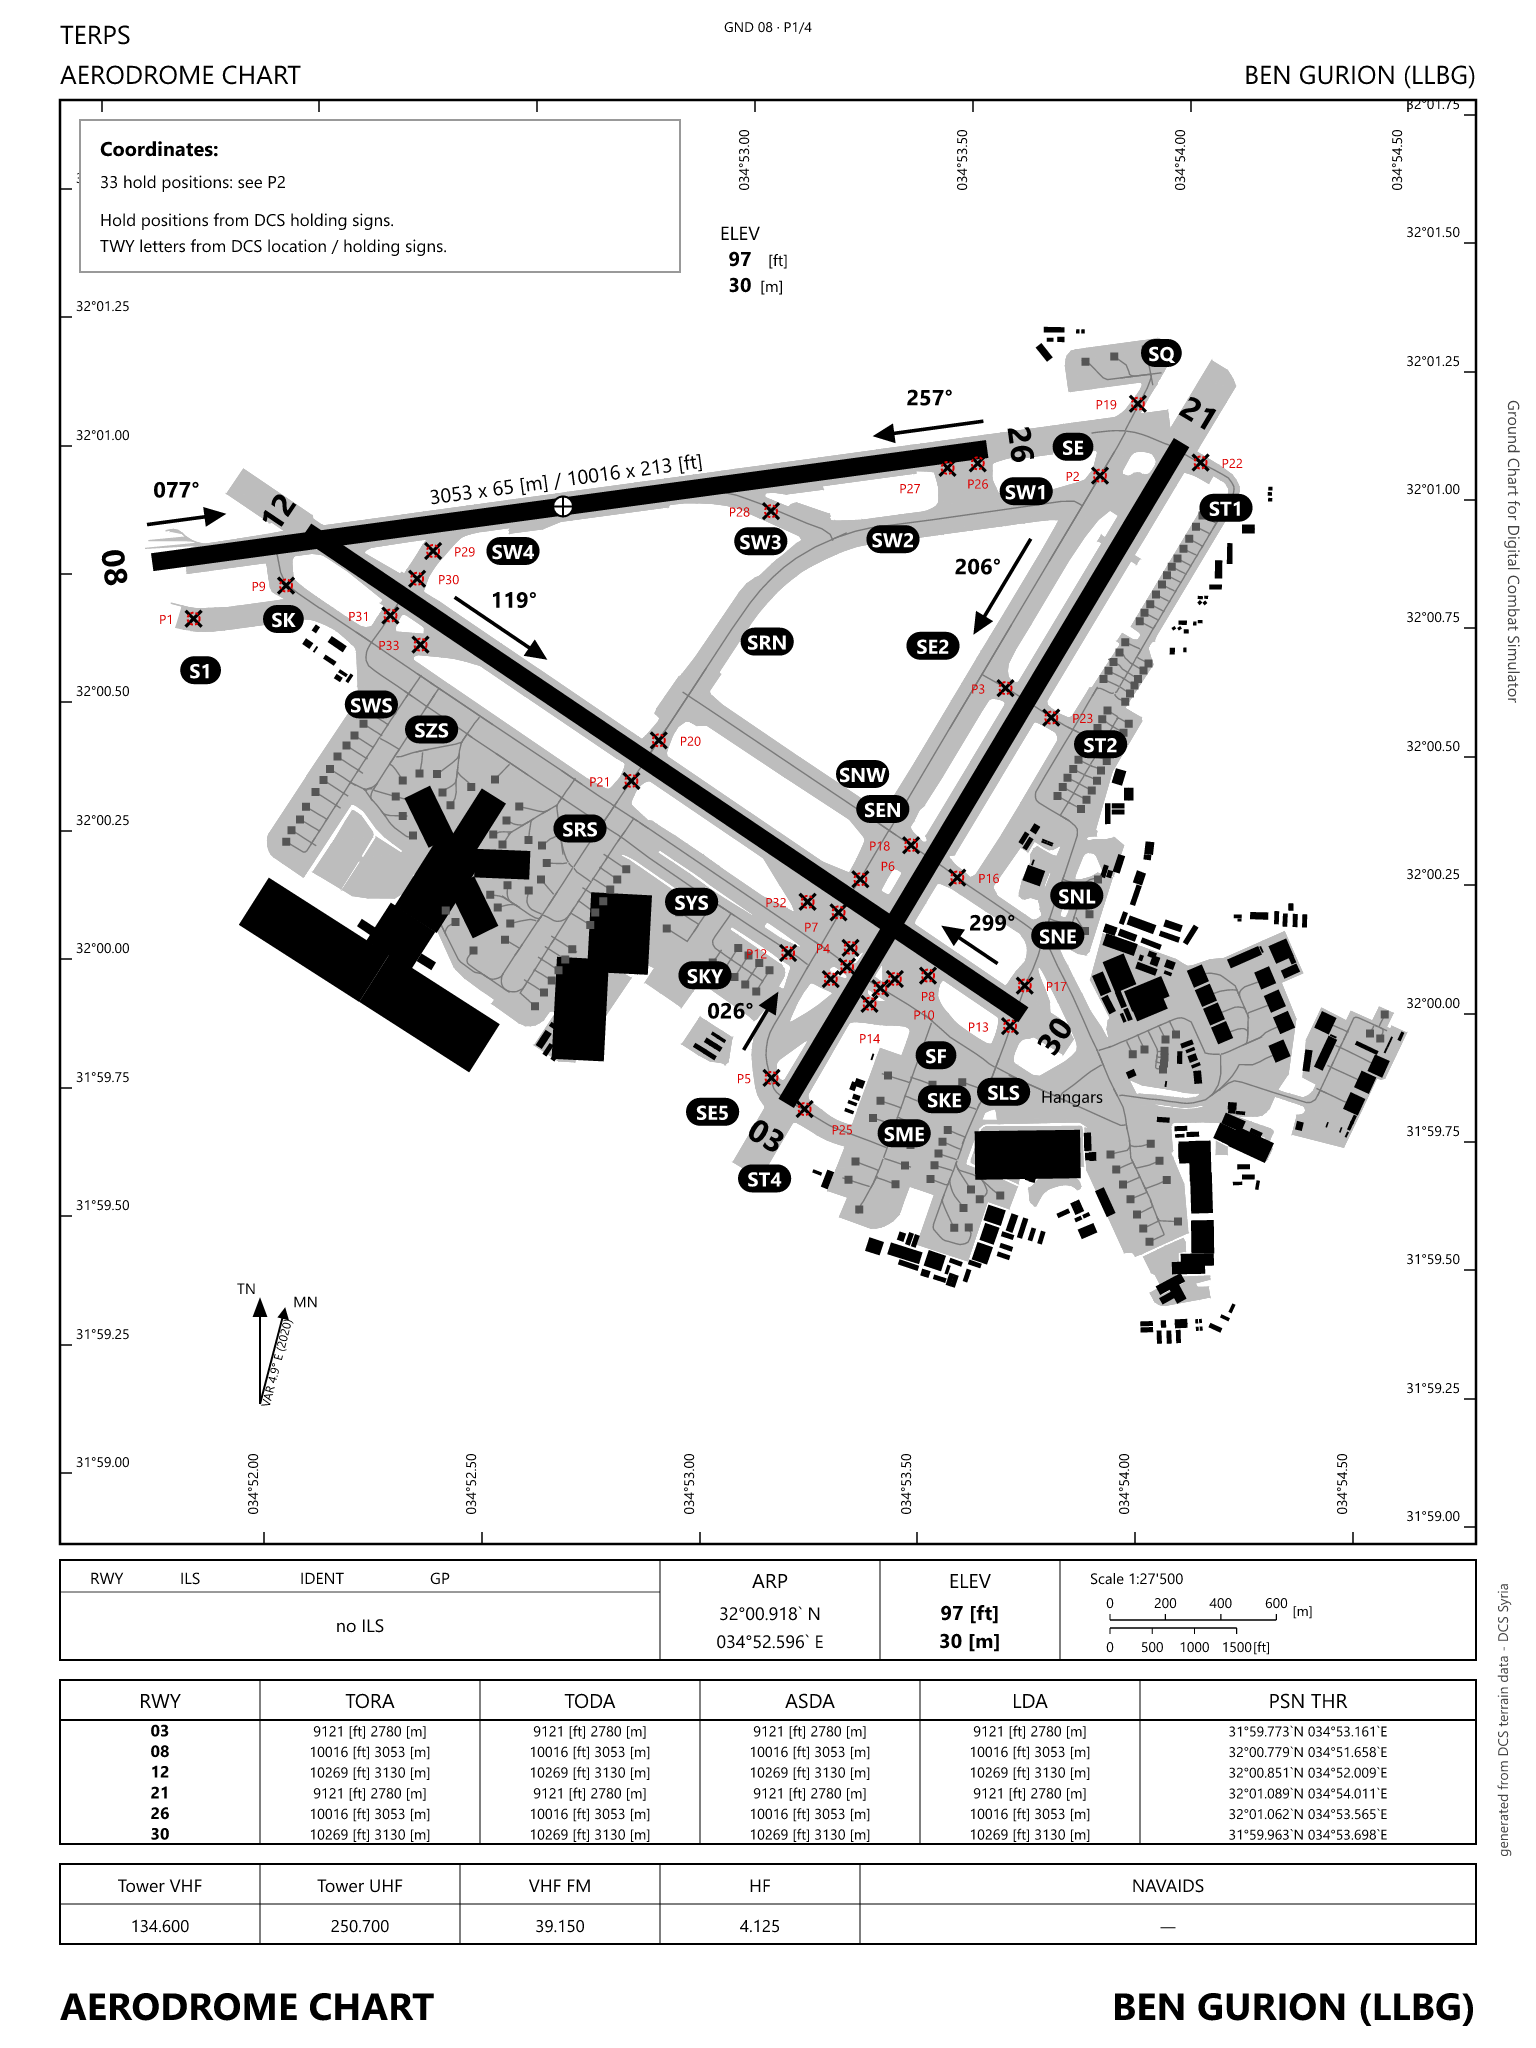 GND 08 · P1/4
TERPS
AERODROME CHART
BEN GURION (LLBG)
Coordinates:
33 hold positions: see P2
Hold positions from DCS holding signs.
TWY letters from DCS location / holding signs.
034°53.00
034°53.50
034°54.00
034°54.50
32°01.75
32°01.50
32°01.25
32°01.00
32°00.75
32°00.50
32°00.25
32°00.00
31°59.75
31°59.50
31°59.25
31°59.00
ELEV
97 [ft]
30 [m]
32°01.25
32°01.00
32°00.50
32°00.25
32°00.00
31°59.75
31°59.50
31°59.25
31°59.00
SQ
P19
21
257°
26
SE
P22
P2
P27
P26
SW1
ST1
3053 x 65 [m] / 10016 x 213 [ft]
077°
12
08
P28
SW3
SW2
P29
SW4
P30
206°
P9
119°
P1
SK
P31
P33
SRN
SE2
S1
P3
SWS
SZS
P23
ST2
P20
P21
SNW
SEN
SRS
P18
P6
P16
SYS
P32
SNL
P7
299°
SNE
P4
P12
SKY
P17
P8
026°
P10
P13
30
P14
SF
P5
SLS
SKE
Hangars
SE5
P25
SME
03
ST4
TN
MN
VAR 4.9° E (2020)
034°52.00
034°52.50
034°53.00
034°53.50
034°54.00
034°54.50
Ground Chart for Digital Combat Simulator
RWY ILS IDENT GP
no ILS
ARP
32°00.918` N
034°52.596` E
ELEV
97 [ft]
30 [m]
Scale 1:27'500
0 200 400 600 [m]
0 500 1000 1500[ft]
RWY TORA TODA ASDA LDA PSN THR
03 9121 [ft] 2780 [m] 9121 [ft] 2780 [m] 9121 [ft] 2780 [m] 9121 [ft] 2780 [m] 31°59.773`N 034°53.161`E
08 10016 [ft] 3053 [m] 10016 [ft] 3053 [m] 10016 [ft] 3053 [m] 10016 [ft] 3053 [m] 32°00.779`N 034°51.658`E
12 10269 [ft] 3130 [m] 10269 [ft] 3130 [m] 10269 [ft] 3130 [m] 10269 [ft] 3130 [m] 32°00.851`N 034°52.009`E
21 9121 [ft] 2780 [m] 9121 [ft] 2780 [m] 9121 [ft] 2780 [m] 9121 [ft] 2780 [m] 32°01.089`N 034°54.011`E
26 10016 [ft] 3053 [m] 10016 [ft] 3053 [m] 10016 [ft] 3053 [m] 10016 [ft] 3053 [m] 32°01.062`N 034°53.565`E
30 10269 [ft] 3130 [m] 10269 [ft] 3130 [m] 10269 [ft] 3130 [m] 10269 [ft] 3130 [m] 31°59.963`N 034°53.698`E
generated from DCS terrain data - DCS Syria
Tower VHF Tower UHF VHF FM HF NAVAIDS
134.600 250.700 39.150 4.125 —
AERODROME CHART
BEN GURION (LLBG)